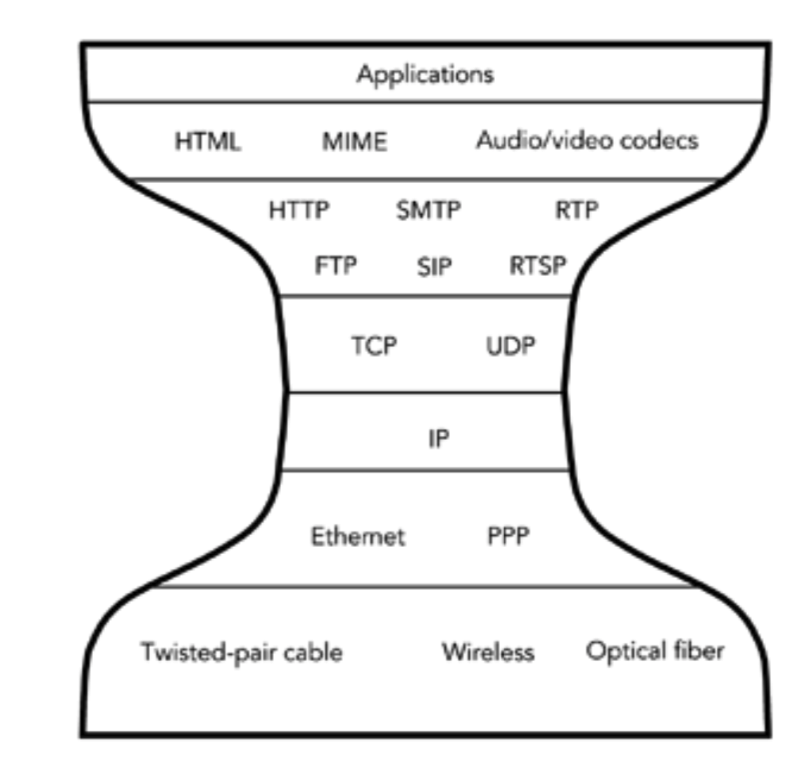 Applications
HTML MIME Audio/video codecs
HTTP SMTP RTP
FTP SIP RTSP
TCP UDP
IP
Ethernet PPP
Twisted-pair cable Wireless Optical fiber